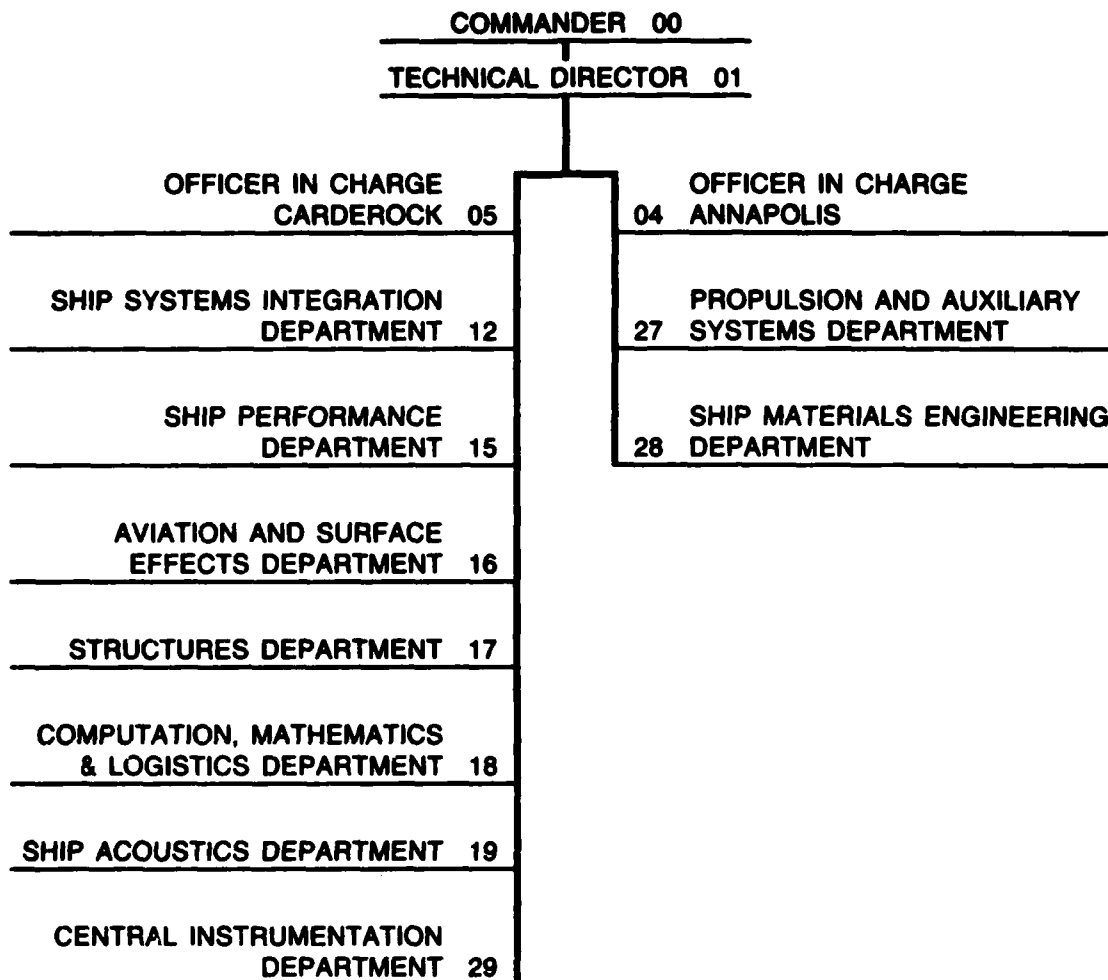 COMMANDER 00
TECHNICAL DIRECTOR 01
OFFICER IN CHARGE
CARDEROCK 05
OFFICER IN CHARGE
04 ANNAPOLIS
SHIP SYSTEMS INTEGRATION
DEPARTMENT 12
PROPULSION AND AUXILIARY
27 SYSTEMS DEPARTMENT
SHIP PERFORMANCE
DEPARTMENT 15
SHIP MATERIALS ENGINEERING
28 DEPARTMENT
AVIATION AND SURFACE
EFFECTS DEPARTMENT 16
STRUCTURES DEPARTMENT 17
COMPUTATION, MATHEMATICS
& LOGISTICS DEPARTMENT 18
SHIP ACOUSTICS DEPARTMENT 19
CENTRAL INSTRUMENTATION
DEPARTMENT 29